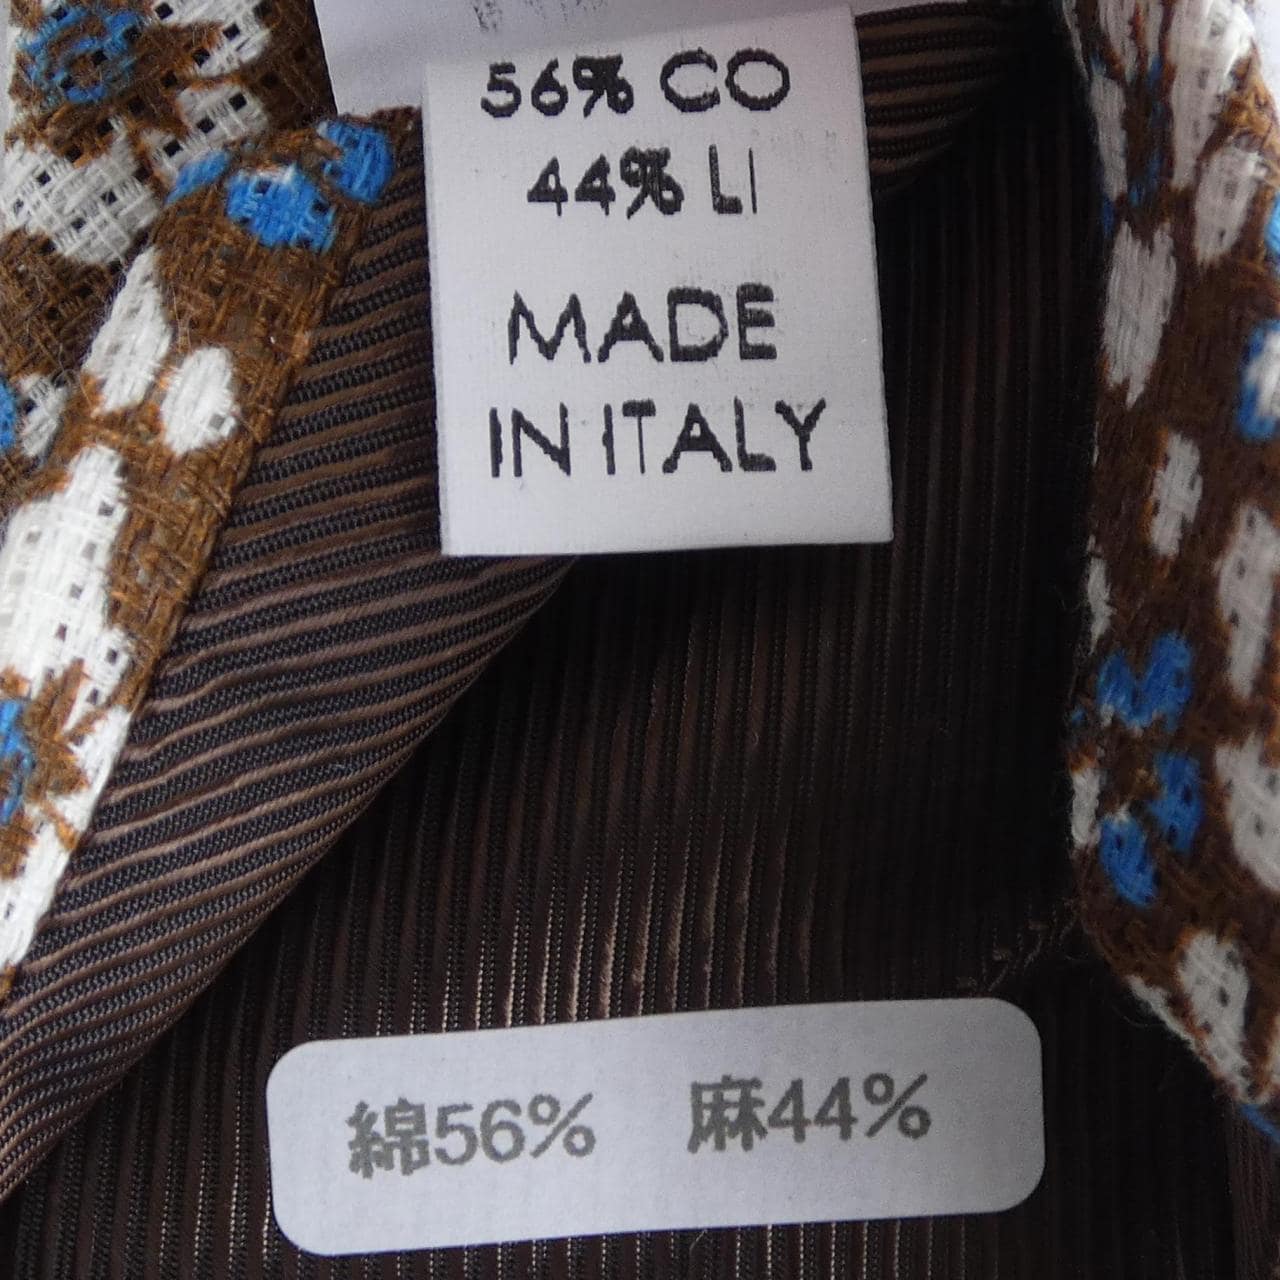 56% CO
44% LI
MADE
IN ITALY
綿56% 麻44%